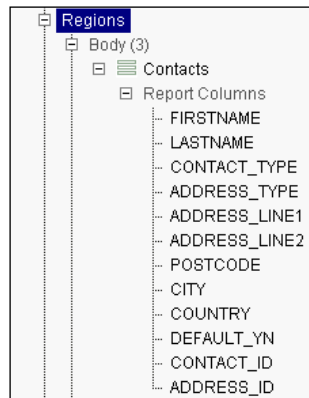 Regions
Body (3)
Contacts
Report Columns
FIRSTNAME
LASTNAME
CONTACT_TYPE
ADDRESS_TYPE
ADDRESS_LINE1
ADDRESS_LINE2
POSTCODE
CITY
COUNTRY
DEFAULT_YN
CONTACT_ID
ADDRESS_ID